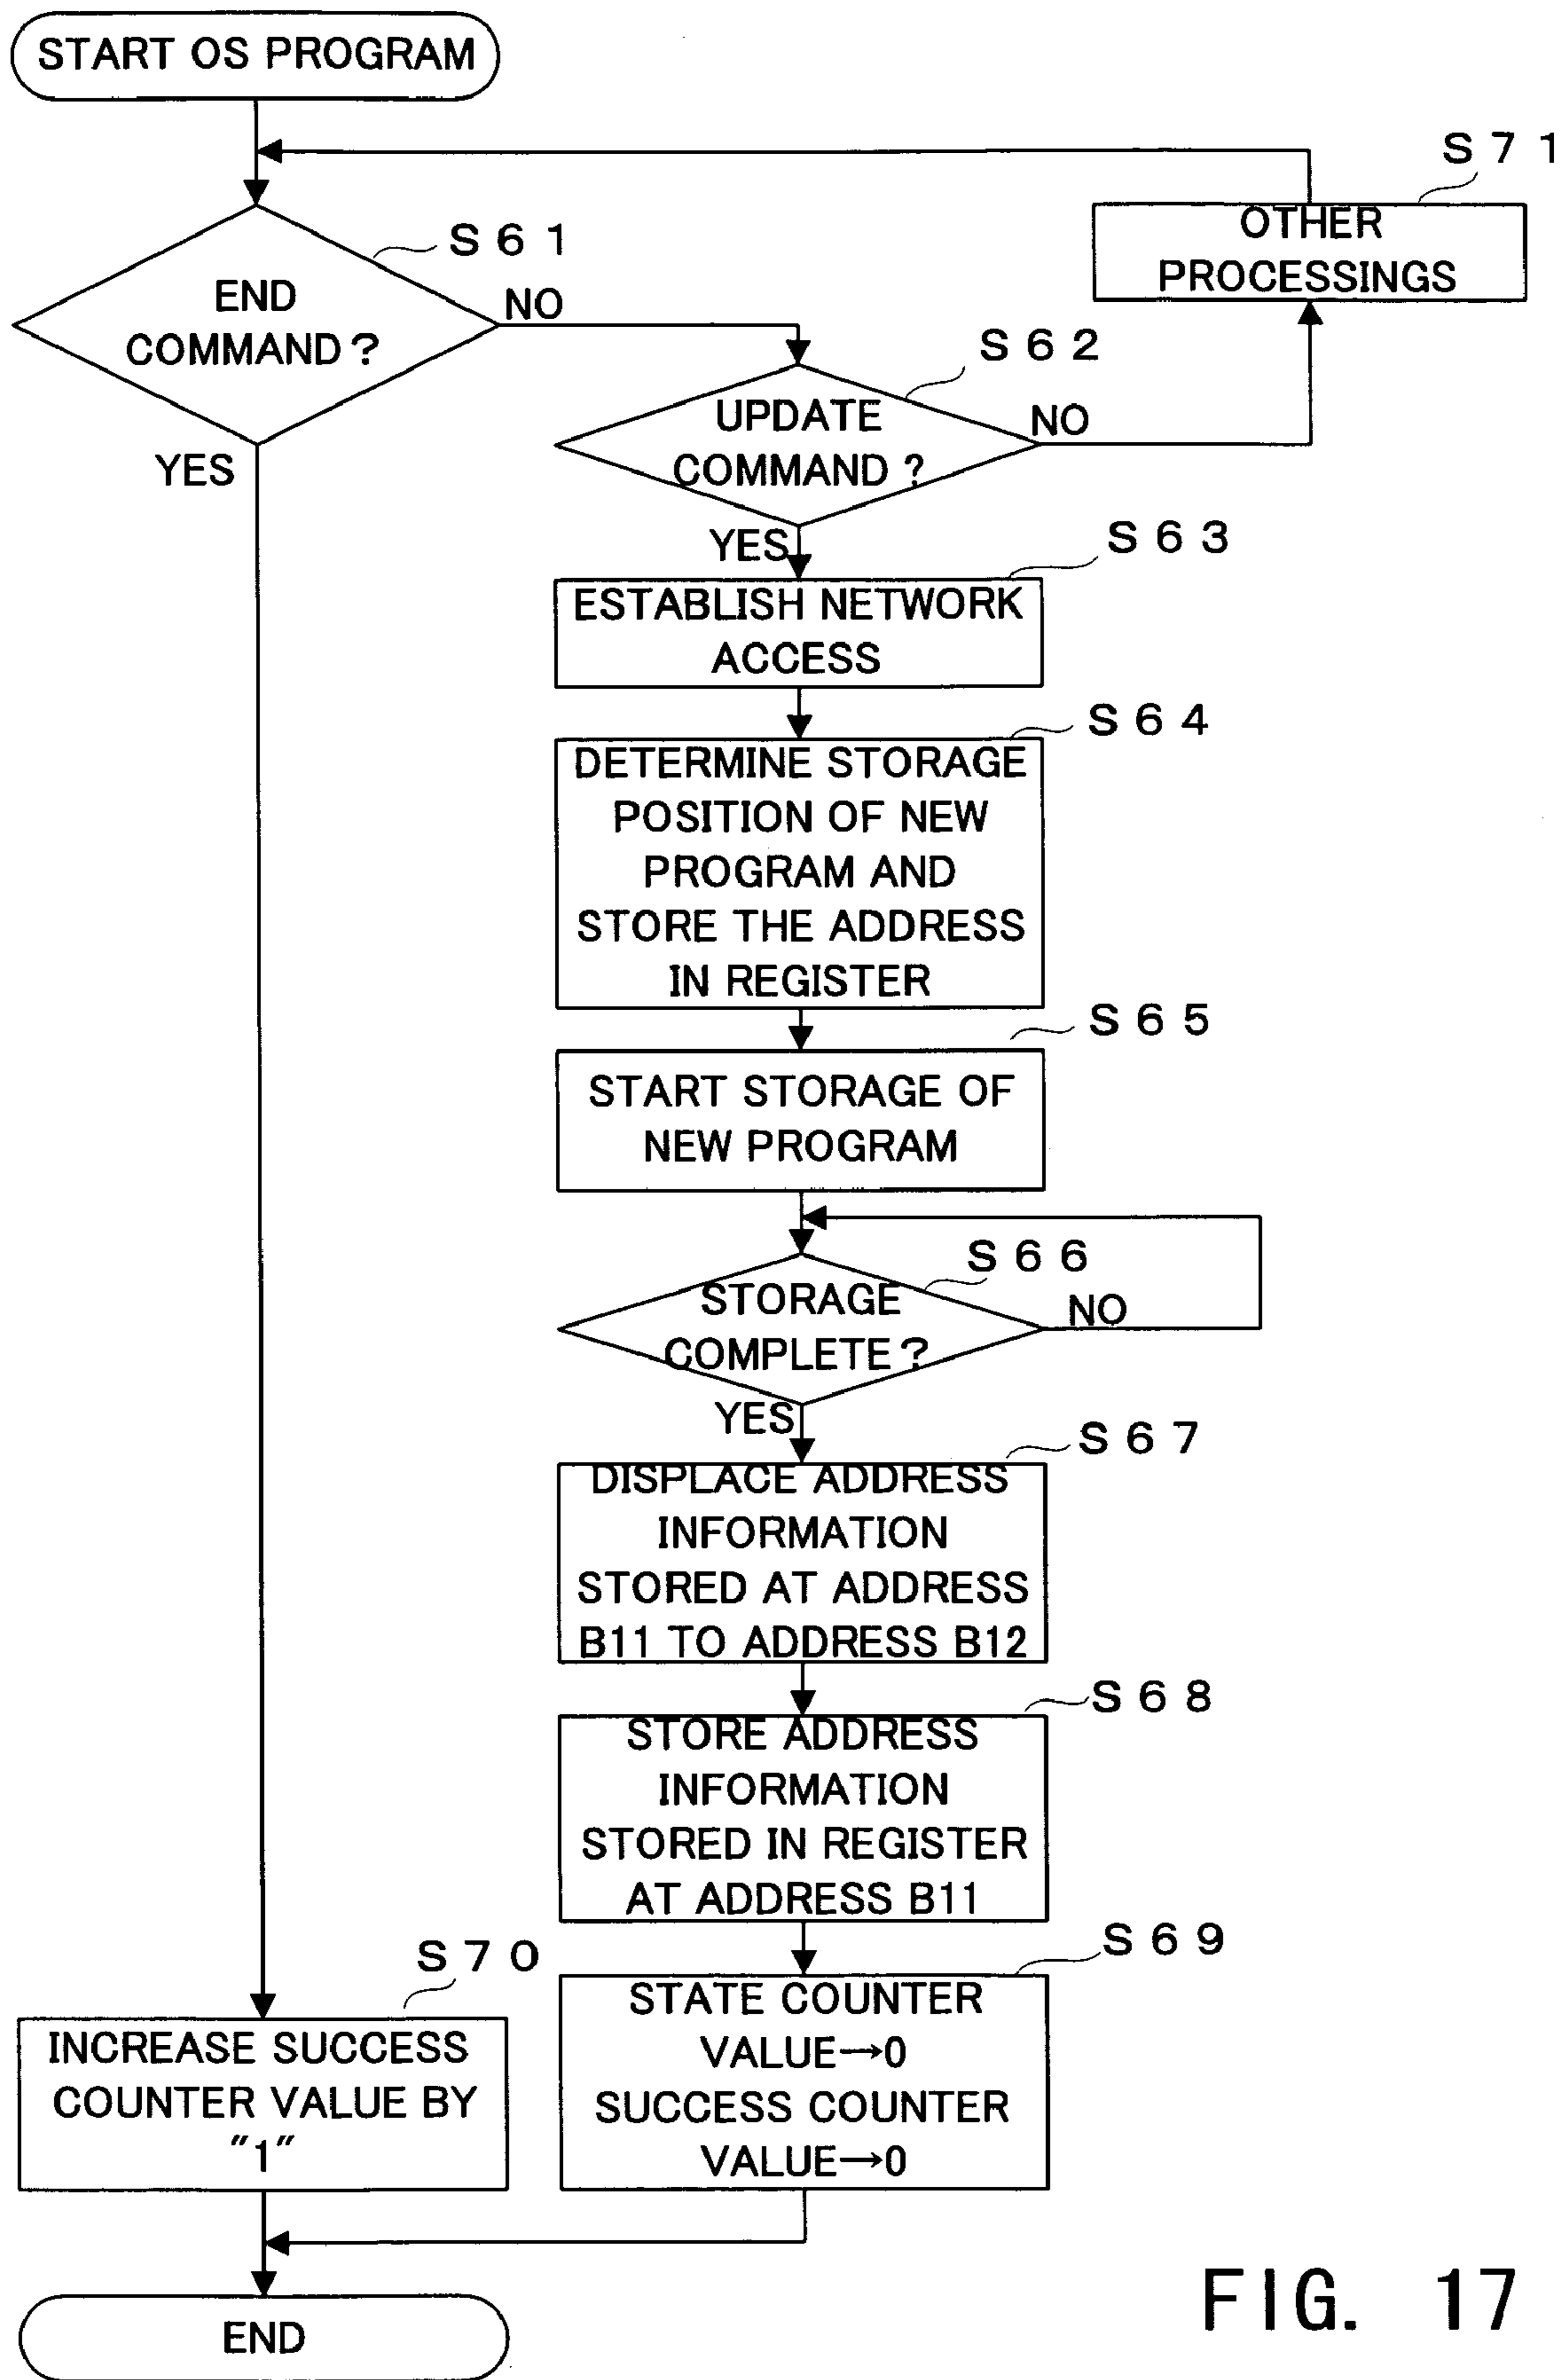 START OS PROGRAM
S71
OTHER
PROCESSINGS
S61
END
COMMAND?
NO
YES
S62
UPDATE
COMMAND?
NO
YES
S63
ESTABLISH NETWORK
ACCESS
S64
DETERMINE STORAGE
POSITION OF NEW
PROGRAM AND
STORE THE ADDRESS
IN REGISTER
S65
START STORAGE OF
NEW PROGRAM
S66
STORAGE
COMPLETE?
NO
YES
S67
DISPLACE ADDRESS
INFORMATION
STORED AT ADDRESS
B11 TO ADDRESS B12
S68
STORE ADDRESS
INFORMATION
STORED IN REGISTER
AT ADDRESS B11
S69
STATE COUNTER
VALUE→0
SUCCESS COUNTER
VALUE→0
S70
INCREASE SUCCESS
COUNTER VALUE BY
"1"
END
FIG. 17